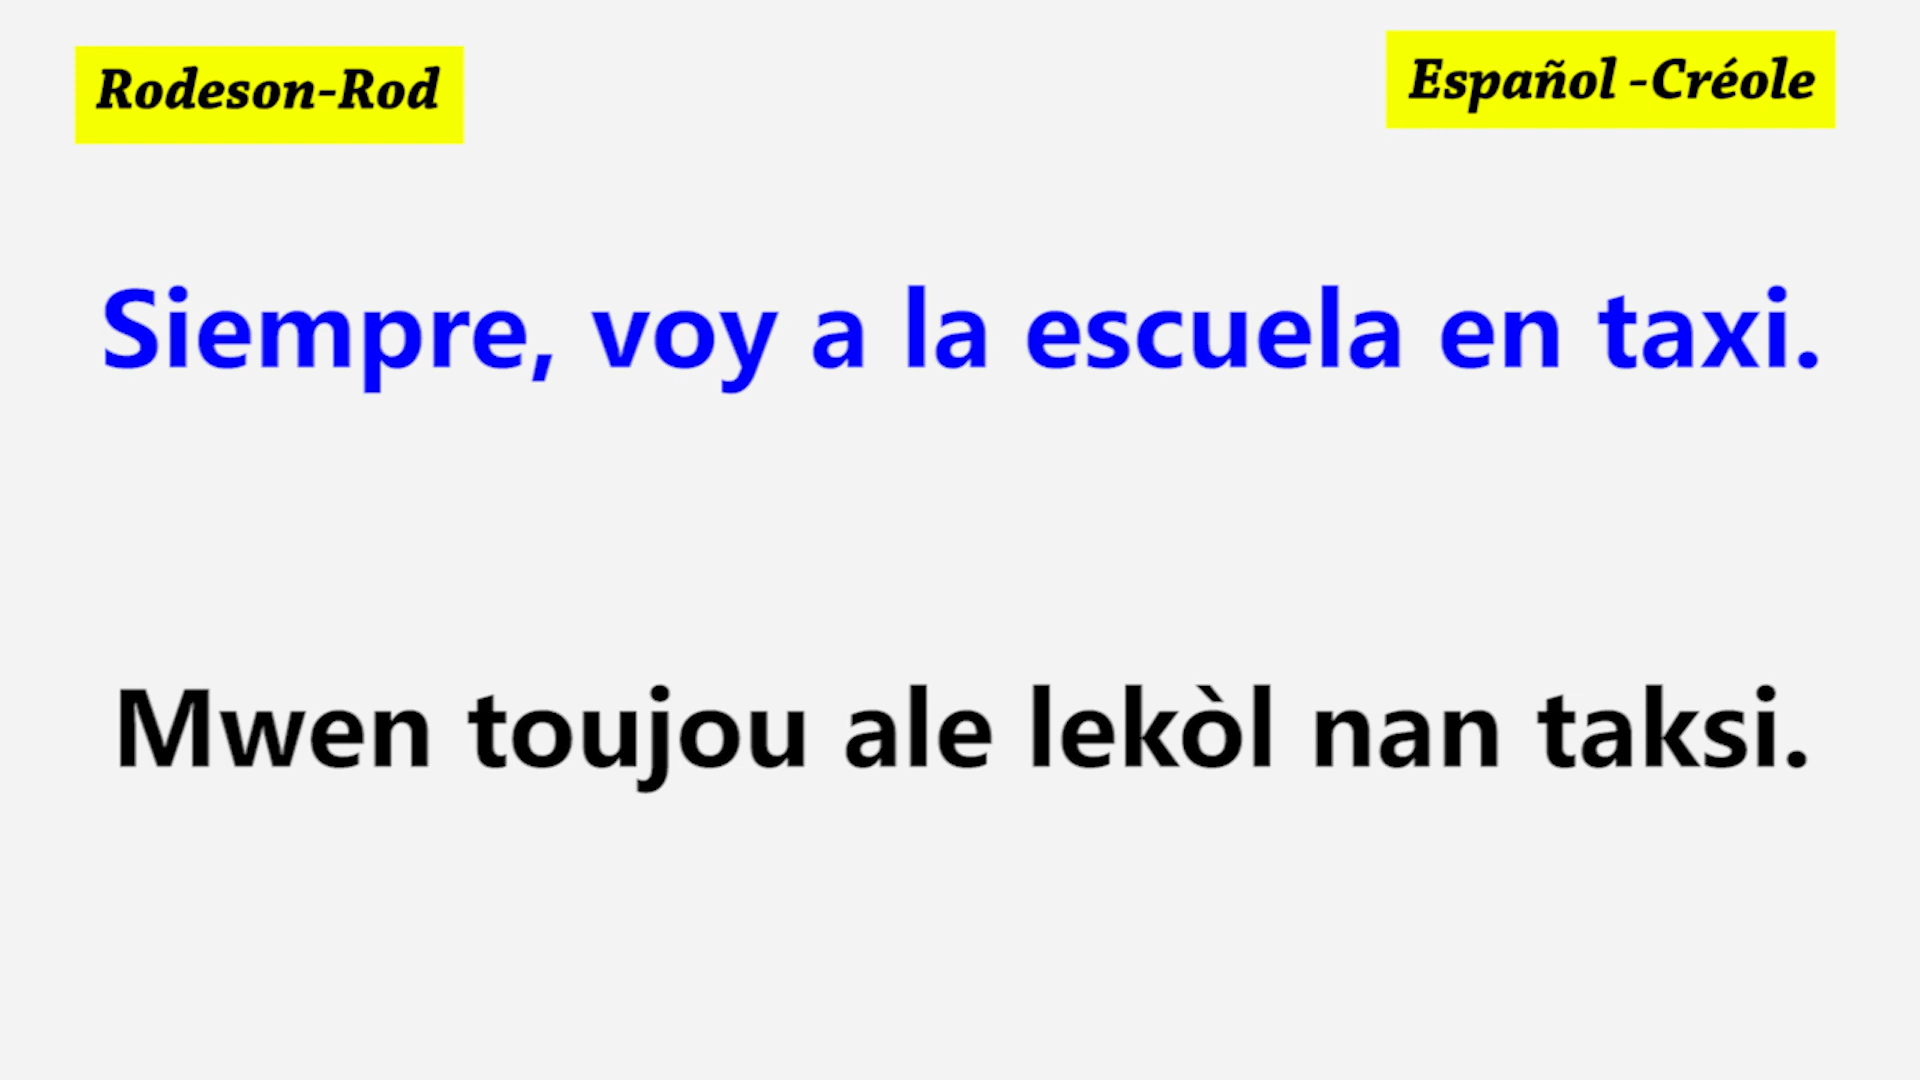 Rodeson-Rod
Español -Créole
Siempre, voy a la escuela en taxi.
Mwen toujou ale lekòl nan taksi.